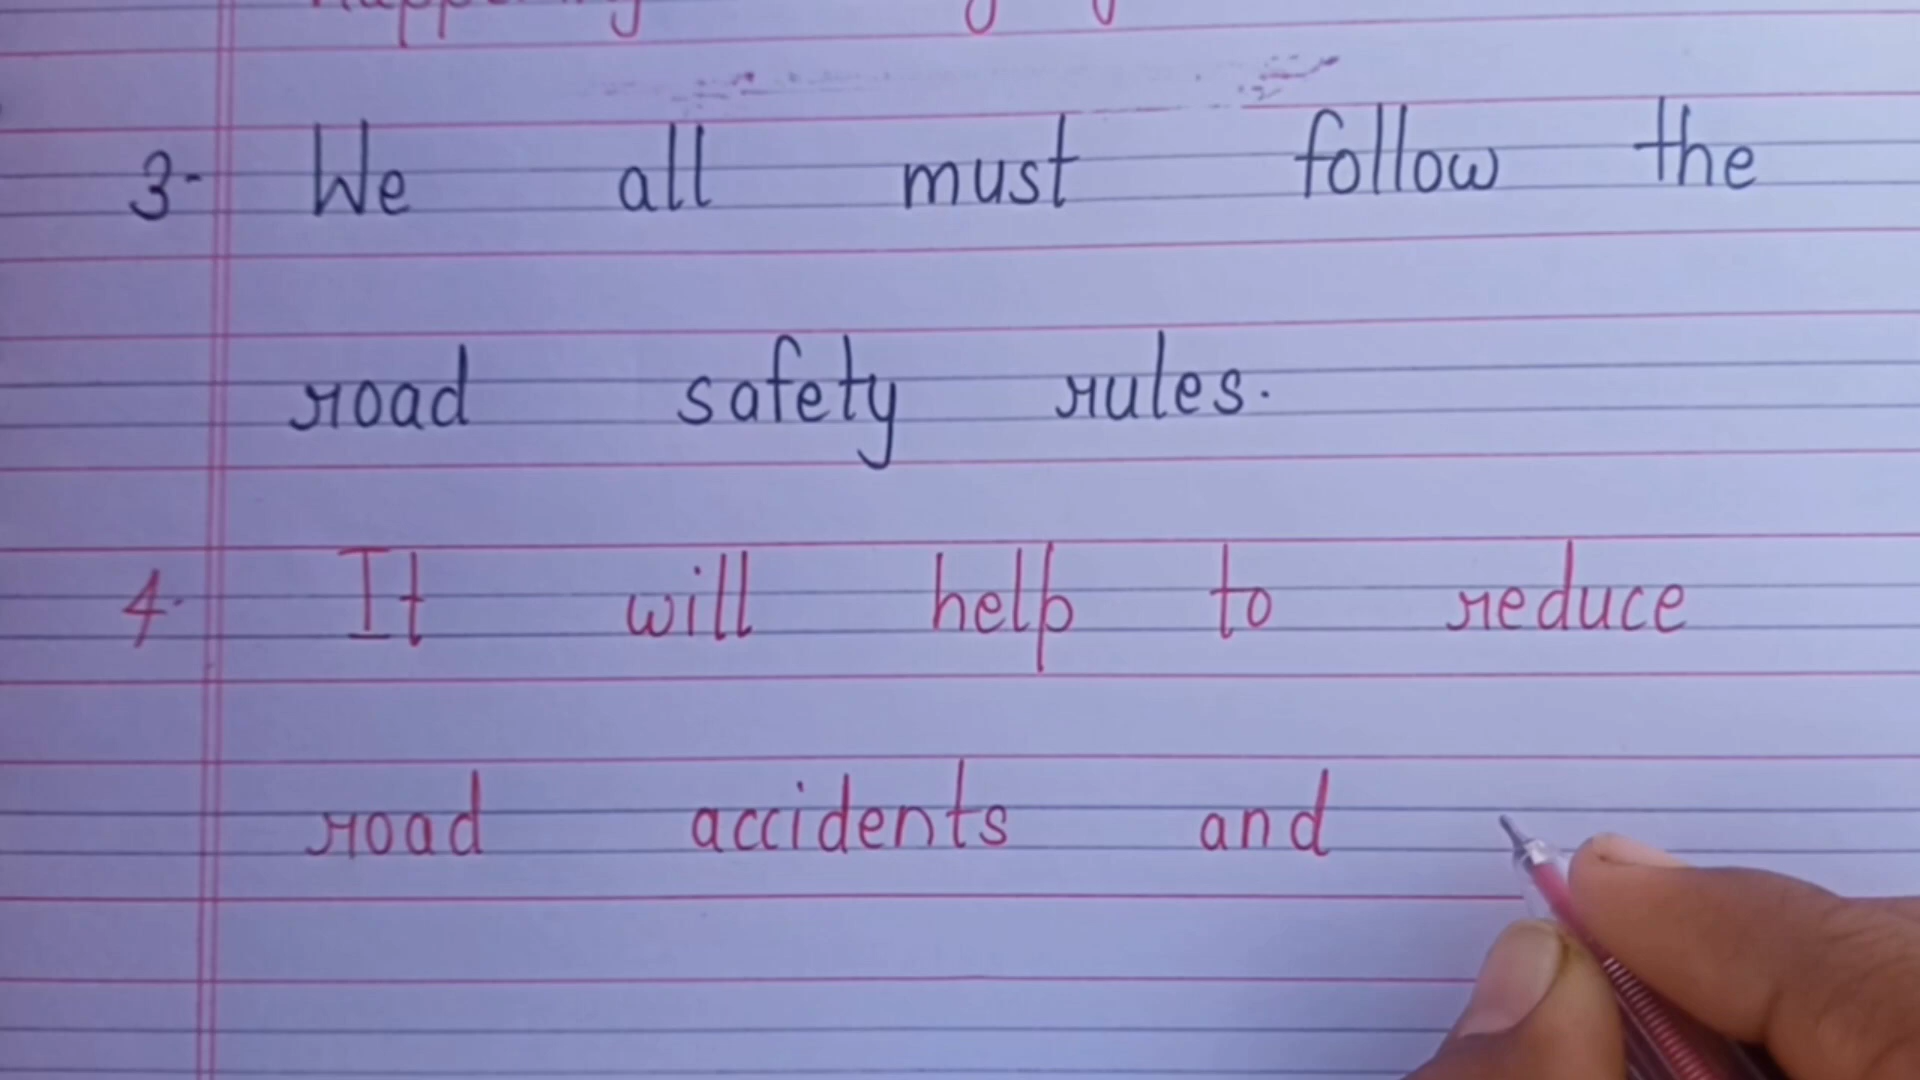 3- We all must follow the
road safety rules.
4. It will help to reduce
road accidents and